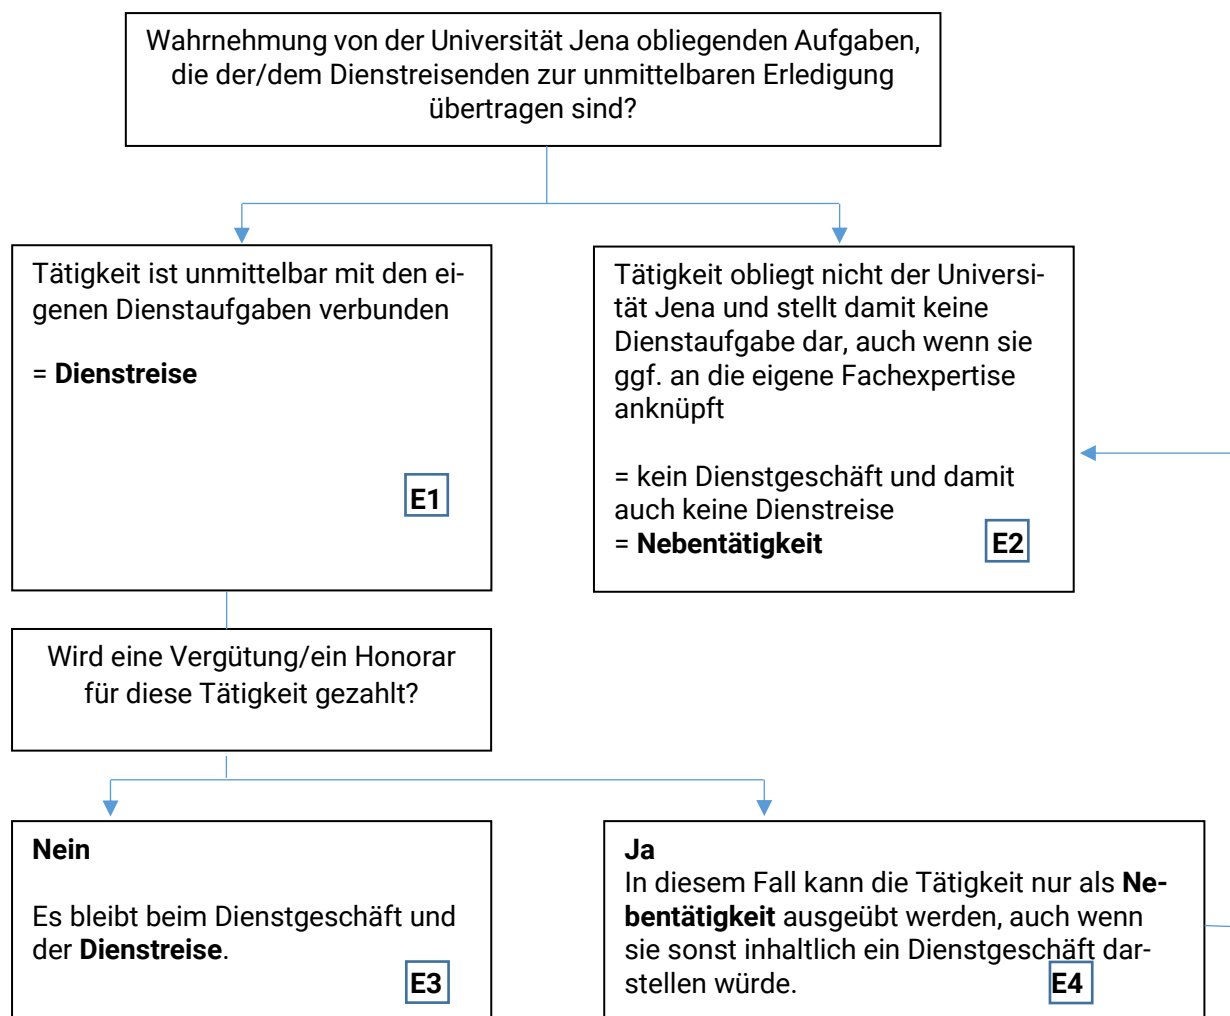 Wahrnehmung von der Universität Jena obliegenden Aufgaben,
die der/dem Dienstreisenden zur unmittelbaren Erledigung
übertragen sind?
Tätigkeit ist unmittelbar mit den ei-
genen Dienstaufgaben verbunden
= Dienstreise
E1
Tätigkeit obliegt nicht der Universi-
tät Jena und stellt damit keine
Dienstaufgabe dar, auch wenn sie
ggf. an die eigene Fachexpertise
anknüpft
= kein Dienstgeschäft und damit
auch keine Dienstreise
= Nebentätigkeit
E2
Wird eine Vergütung/ein Honorar
für diese Tätigkeit gezahlt?
Nein
Es bleibt beim Dienstgeschäft und
der Dienstreise.
E3
Ja
In diesem Fall kann die Tätigkeit nur als Ne-
bentätigkeit ausgeübt werden, auch wenn
sie sonst inhaltlich ein Dienstgeschäft dar-
stellen würde.
E4